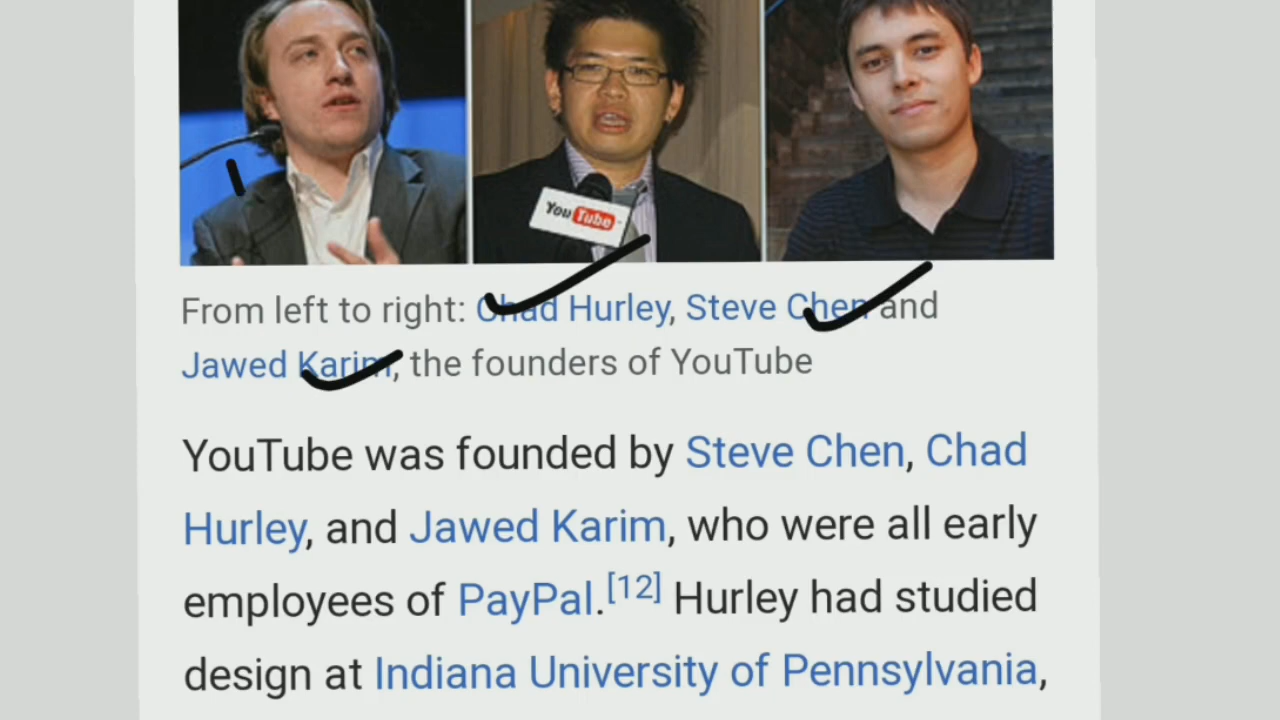 YouTube
From left to right: Chad Hurley, Steve Chen and
Jawed Karim, the founders of YouTube
YouTube was founded by Steve Chen, Chad
Hurley, and Jawed Karim, who were all early
employees of PayPal.[12] Hurley had studied
design at Indiana University of Pennsylvania,